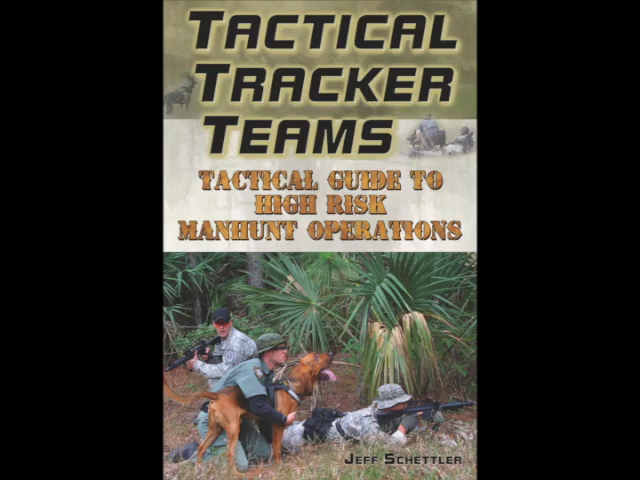 TACTICAL
TRACKER
TEAMS
TACTICAL GUIDE TO
HIGH RISK
MANHUNT OPERATIONS
JEFF SCHETTLER